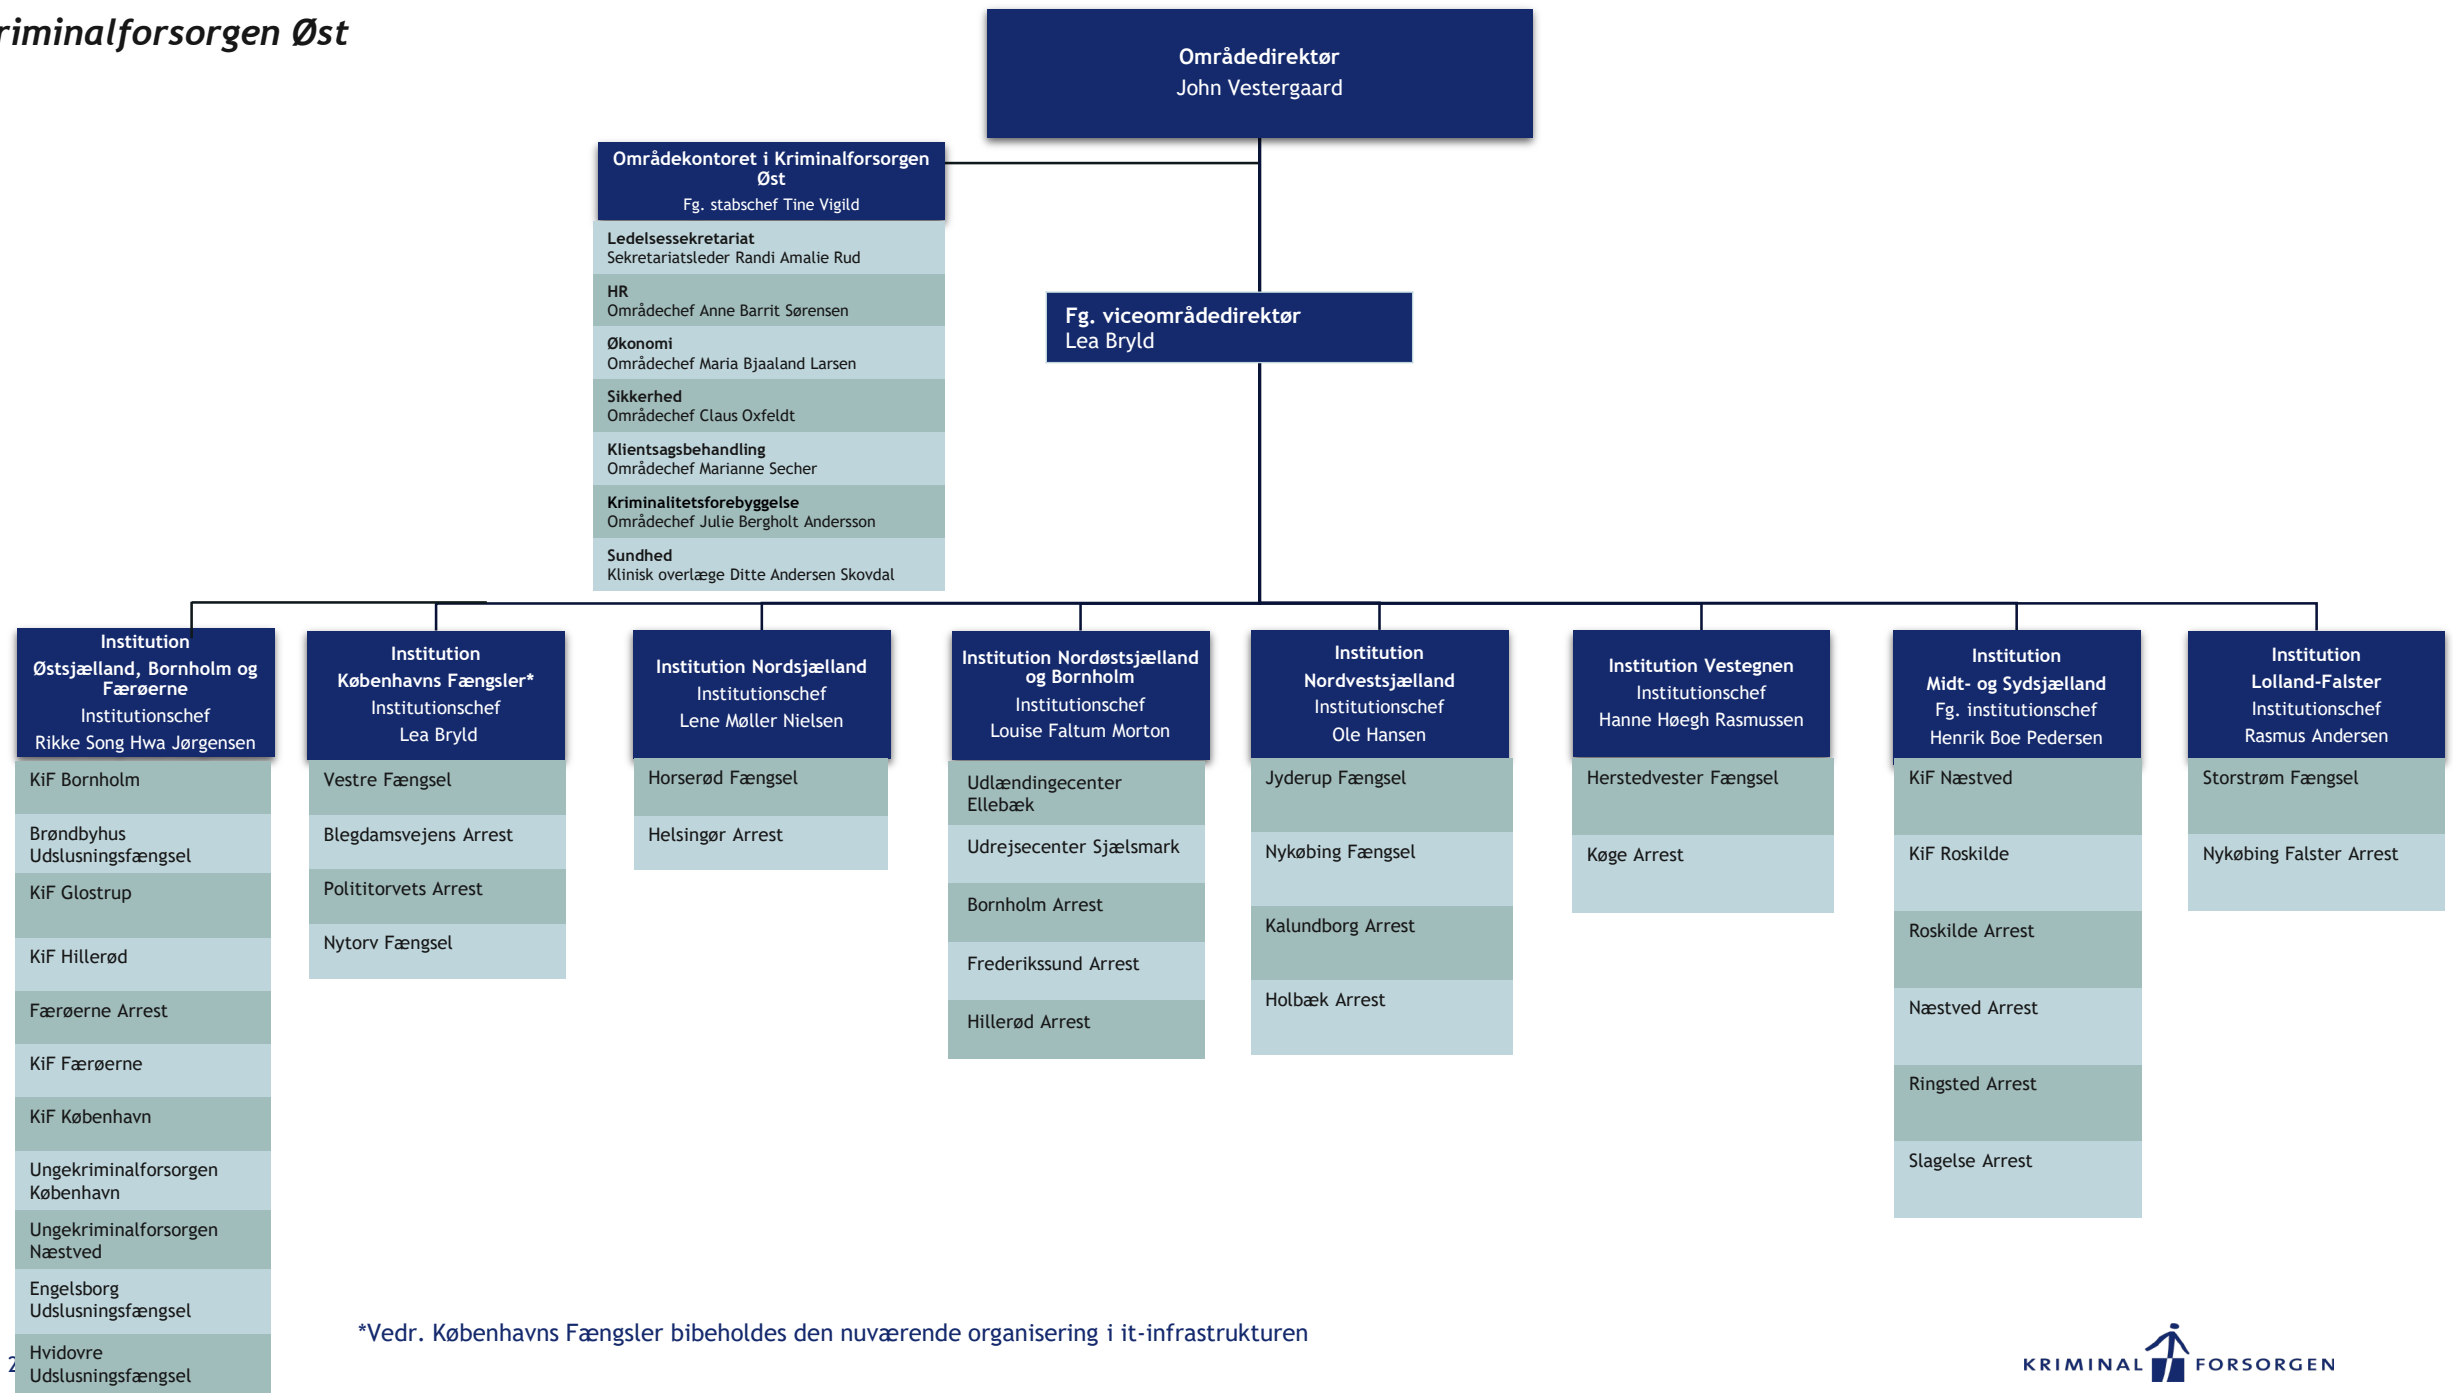 riminalforsorgen Øst
Områdedirektør
John Vestergaard
Områdekontoret i Kriminalforsorgen
Øst
Fg. stabschef Tine Vigild
Ledelsessekretariat
Sekretariatsleder Randi Amalie Rud
HR
Områdechef Anne Barrit Sørensen
Økonomi
Områdechef Maria Bjaaland Larsen
Sikkerhed
Områdechef Claus Oxfeldt
Klientsagsbehandling
Områdechef Marianne Secher
Kriminalitetsforebyggelse
Områdechef Julie Bergholt Andersson
Sundhed
Klinisk overlæge Ditte Andersen Skovdal
Fg. viceområdedirektør
Lea Bryld
Institution
Østsjælland, Bornholm og
Færøerne
Institutionschef
Rikke Song Hwa Jørgensen
KiF Bornholm
Brøndbyhus
Udslusningsfængsel
KiF Glostrup
KiF Hillerød
Færøerne Arrest
KiF Færøerne
KiF København
Ungekriminalforsorgen
København
Ungekriminalforsorgen
Næstved
Engelsborg
Udslusningsfængsel
Hvidovre
Udslusningsfængsel
Institution
Københavns Fængsler*
Institutionschef
Lea Bryld
Vestre Fængsel
Blegdamsvejens Arrest
Polititorvets Arrest
Nytorv Fængsel
Institution Nordsjælland
Institutionschef
Lene Møller Nielsen
Horserød Fængsel
Helsingør Arrest
Institution Nordøstsjælland
og Bornholm
Institutionschef
Louise Faltum Morton
Udlændingecenter
Ellebæk
Udrejsecenter Sjælsmark
Bornholm Arrest
Frederikssund Arrest
Hillerød Arrest
Institution
Nordvestsjælland
Institutionschef
Ole Hansen
Jyderup Fængsel
Nykøbing Fængsel
Kalundborg Arrest
Holbæk Arrest
Institution Vestegnen
Institutionschef
Hanne Høegh Rasmussen
Herstedvester Fængsel
Køge Arrest
Institution
Midt- og Sydsjælland
Fg. institutionschef
Henrik Boe Pedersen
KiF Næstved
KiF Roskilde
Roskilde Arrest
Næstved Arrest
Ringsted Arrest
Slagelse Arrest
Institution
Lolland-Falster
Institutionschef
Rasmus Andersen
Storstrøm Fængsel
Nykøbing Falster Arrest
*Vedr. Københavns Fængsler bibeholdes den nuværende organisering i it-infrastrukturen
KRIMINAL FORSORGEN